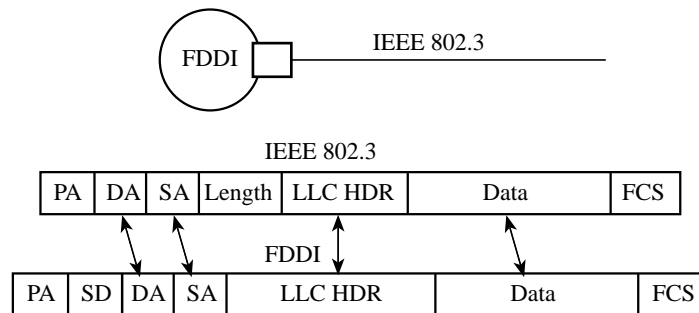 IEEE 802.3
FDDI
IEEE 802.3
PA DA SA Length LLC HDR Data FCS
FDDI
PA SD DA SA LLC HDR Data FCS